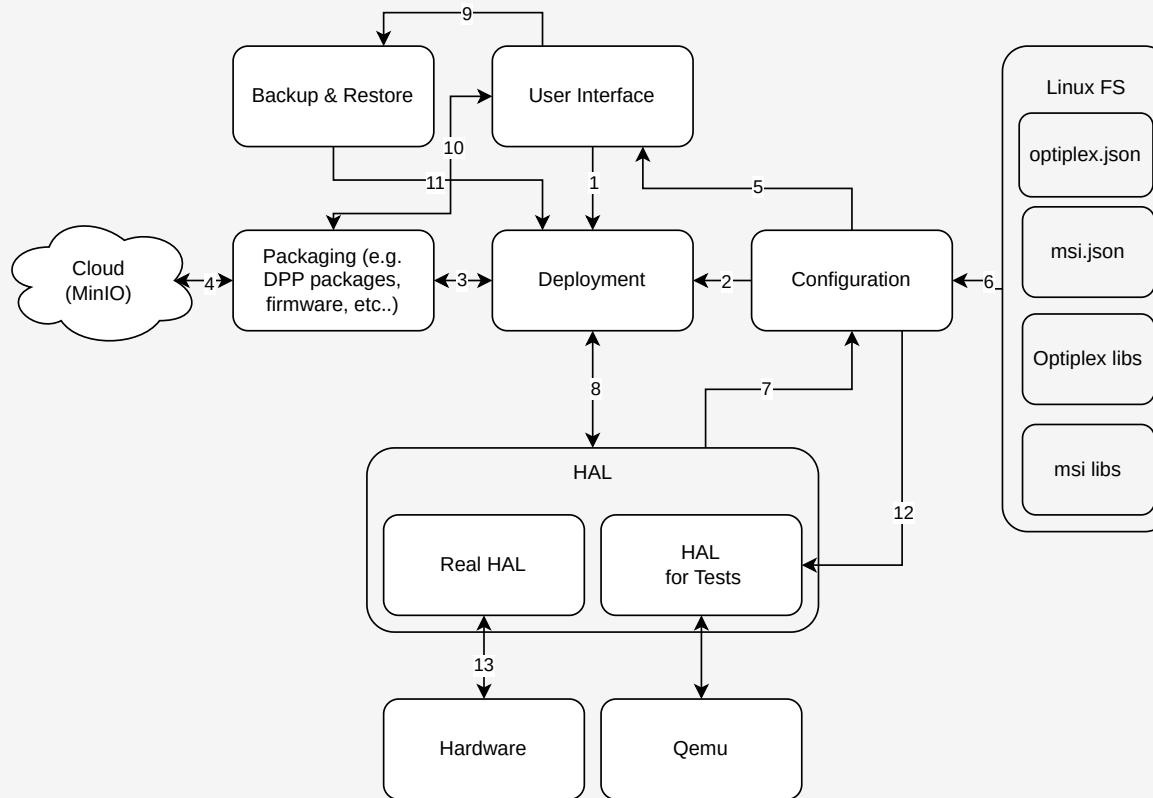 9
Backup & Restore
User Interface
Linux FS
optiplex.json
10
11
1
5
msi.json
Cloud
(MinIO)
4
Packaging (e.g.
DPP packages,
firmware, etc..)
3
Deployment
2
Configuration
6
Optiplex libs
8
7
msi libs
HAL
12
Real HAL
HAL
for Tests
13
Hardware
Qemu